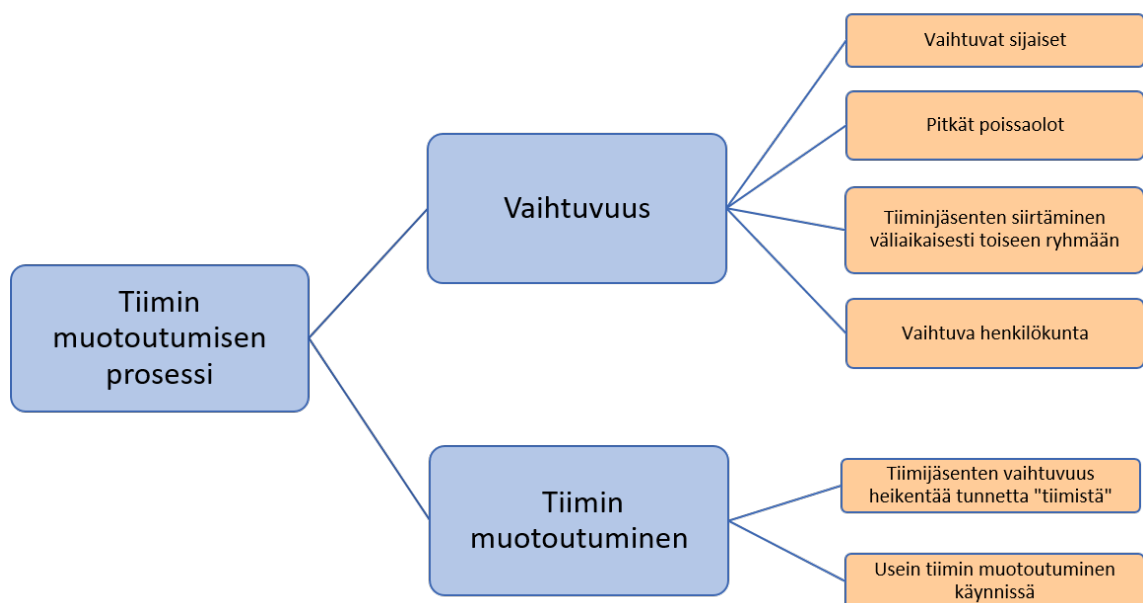 Tiimin
muotoutumisen
prosessi
Vaihtuvuus
Vaihtuvat sijaiset
Pitkät poissaolot
Tiiminjäsenten siirtäminen
väliaikaisesti toiseen ryhmään
Vaihtuva henkilökunta
Tiimin
muotoutuminen
Tiimijäsenten vaihtuvuus
heikentää tunnetta "tiimistä"
Usein tiimin muotoutuminen
käynnissä